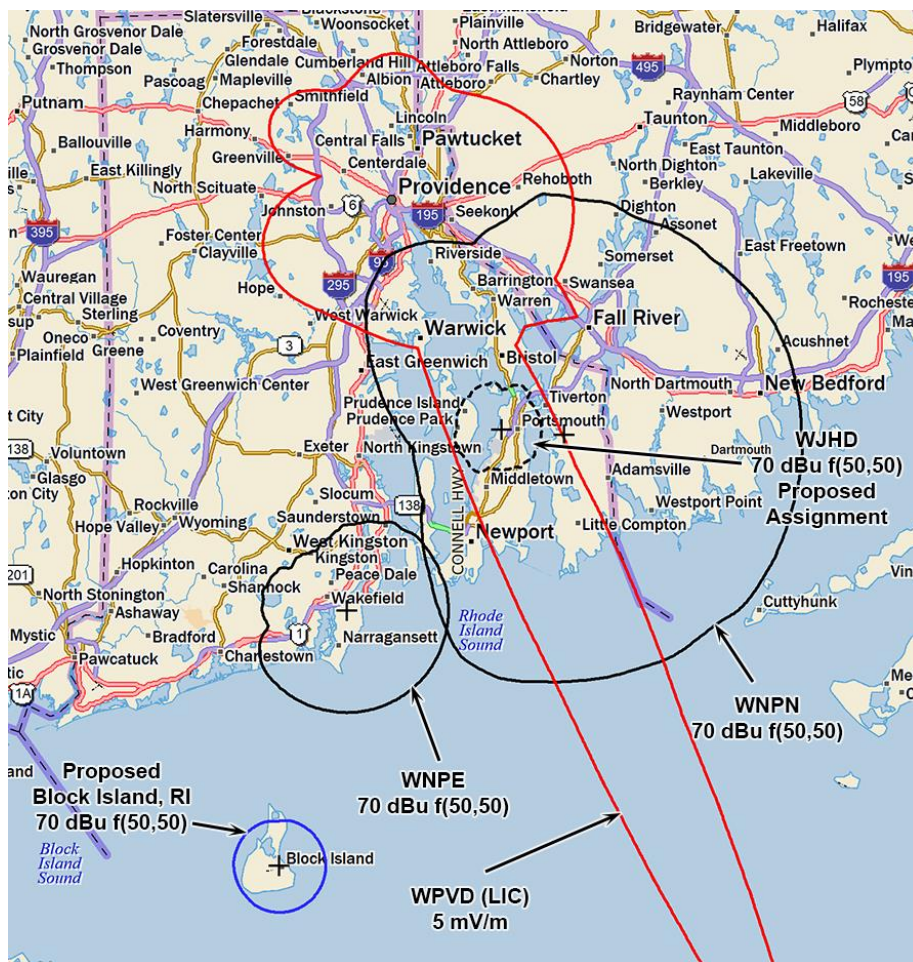 Slatersville
Woonsocket
Plainville
Bridgewater
Halifax
North Grosvenor Dale
Grosvenor Dale
Forestdale
North Attleboro
Norton
Thompson
Glendale
Cumberland Hill
Attleboro Falls
495
Plympto
Pascoag
Mapleville
Albion
Attleboro
Chartley
Raynham Center
Putnam
Chepachet
Smithfield
Lincoln
Taunton
58
Middleboro
Ballouville
Harmony
Central Falls
Pawtucket
East Taunton
Greenville
Centerdale
North Dighton
East Killingly
North Scituate
Providence
Rehoboth
Berkley
Lakeville
Johnston
6
195
Seekonk
Dighton
Assonet
395
Foster Center
Clayville
Riverside
Somerset
East Freetown
Wauregan
295
95
Barrington
Swansea
195
Central Village
Hope
Warren
Rochester
Sterling
West Warwick
Fall River
Oneco
Coventry
Warwick
Acushnet
Plainfield
Greene
3
Bristol
East Greenwich
West Greenwich Center
North Dartmouth
New Bedford
Prudence Island
Tiverton
Westport
Prudence Park
Portsmouth
138
Exeter
North Kingstown
Dartmouth
WJHD
70 dBu f(50,50)
Proposed
Assignment
Voluntown
Middletown
Adamsville
Glasgo
Slocum
138
CONNELL HWY
Westport Point
Rockville
Saunderstown
Little Compton
Hope Valley
Wyoming
West Kingston
Newport
Hopkinton
Carolina
Kingston
201
Shannock
Peace Dale
North Stonington
Wakefield
Cuttyhunk
Ashaway
1
Rhode
Island
Sound
Mystic
Bradford
Narragansett
Pawcatuck
Charlestown
1A
WNPN
70 dBu f(50,50)
Proposed
Block Island, RI
70 dBu f(50,50)
WNPE
70 dBu f(50,50)
Block
Island
Sound
Block Island
WPVD (LIC)
5 mV/m